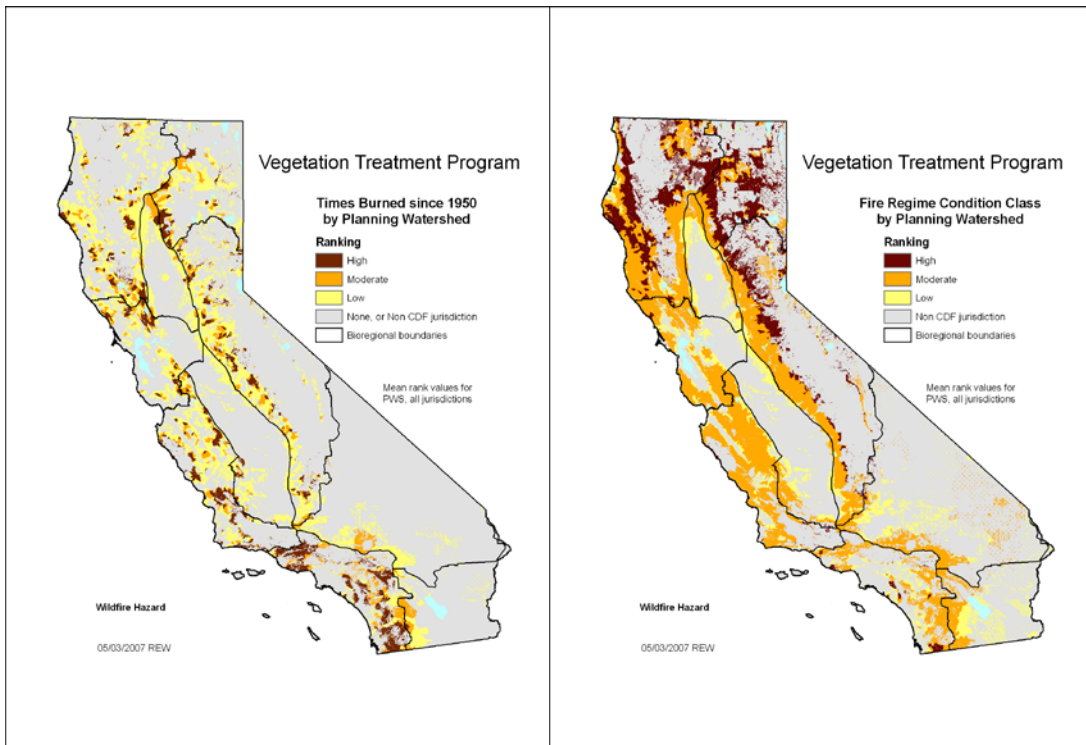 Vegetation Treatment Program
Times Burned since 1950
by Planning Watershed
Ranking
High
Moderate
Low
None, or Non CDF jurisdiction
Bioregional boundaries
Mean rank values for
PWS, all jurisdictions
Wildfire Hazard
05/03/2007 REW
Vegetation Treatment Program
Fire Regime Condition Class
by Planning Watershed
Ranking
High
Moderate
Low
Non CDF jurisdiction
Bioregional boundaries
Mean rank values for
PWS, all jurisdictions
Wildfire Hazard
05/03/2007 REW